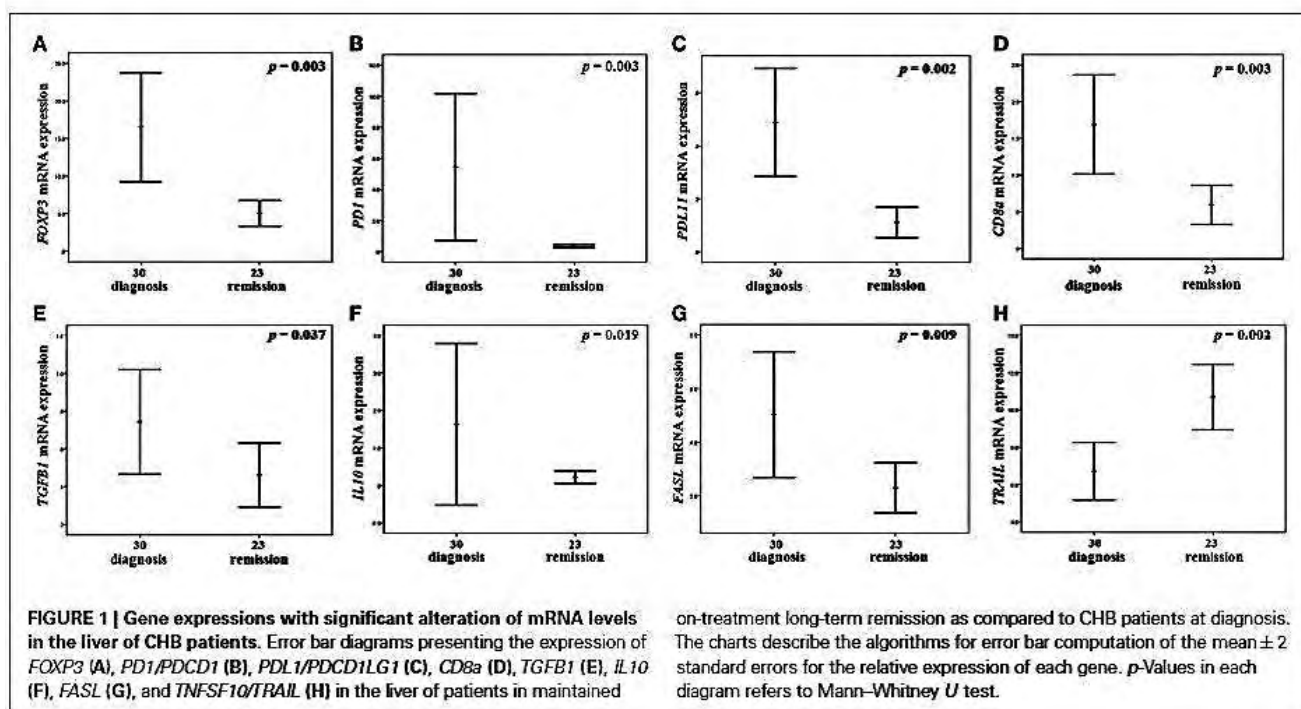 A
p = 0.003
FOXP3 mRNA expression
30
23
diagnosis
remission
B
p = 0.003
PD1 mRNA expression
30
23
diagnosis
remission
C
p = 0.002
PDL11 mRNA expression
30
23
diagnosis
remission
D
p = 0.003
CD8a mRNA expression
30
23
diagnosis
remission
E
p = 0.037
TGFB1 mRNA expression
30
23
diagnosis
remission
F
p = 0.019
IL10 mRNA expression
30
23
diagnosis
remission
G
p = 0.009
FASL mRNA expression
30
23
diagnosis
remission
H
p = 0.002
TRAIL mRNA expression
30
23
diagnosis
remission
FIGURE 1 | Gene expressions with significant alteration of mRNA levels
in the liver of CHB patients. Error bar diagrams presenting the expression of
FOXP3 (A), PD1/PDCD1 (B), PDL1/PDCD1LG1 (C), CD8a (D), TGFB1 (E), IL10
(F), FASL (G), and TNFSF10/TRAIL (H) in the liver of patients in maintained
on-treatment long-term remission as compared to CHB patients at diagnosis.
The charts describe the algorithms for error bar computation of the mean ± 2
standard errors for the relative expression of each gene. p-Values in each
diagram refers to Mann–Whitney U test.